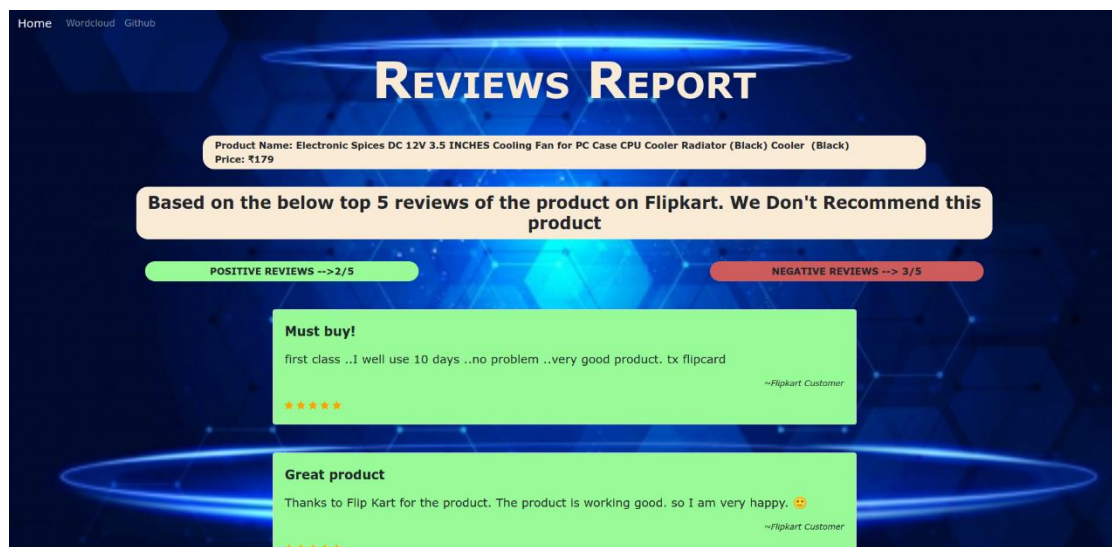 Home Wordcloud Github
REVIEWS REPORT
Product Name: Electronic Spices DC 12V 3.5 INCHES Cooling Fan for PC Case CPU Cooler Radiator (Black) Cooler (Black)
Price: ₹179
Based on the below top 5 reviews of the product on Flipkart. We Don't Recommend this
product
POSITIVE REVIEWS -->2/5
NEGATIVE REVIEWS --> 3/5
Must buy!
first class ..I well use 10 days ..no problem ..very good product. tx flipcard
~Flipkart Customer
Great product
Thanks to Flip Kart for the product. The product is working good. so I am very happy. 🙂
~Flipkart Customer